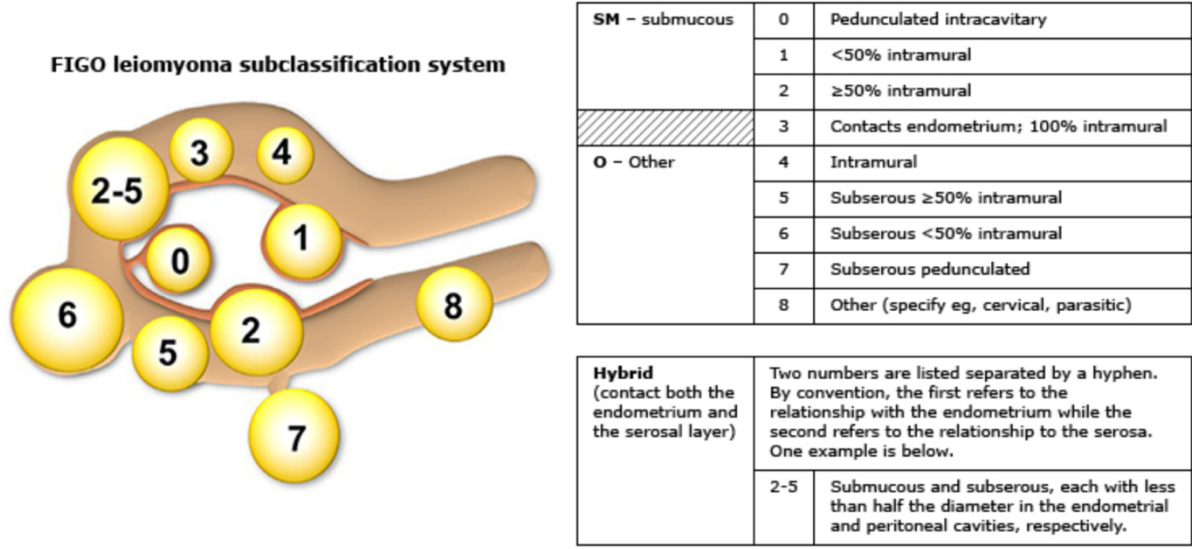 FIGO leiomyoma subclassification system
3
4
2-5
1
0
6
8
2
5
7
SM – submucous
0
Pedunculated intracavitary
1
<50% intramural
2
≥50% intramural
3
Contacts endometrium; 100% intramural
O – Other
4
Intramural
5
Subserous ≥50% intramural
6
Subserous <50% intramural
7
Subserous pedunculated
8
Other (specify eg, cervical, parasitic)
Hybrid
(contact both the
endometrium and
the serosal layer)
Two numbers are listed separated by a hyphen.
By convention, the first refers to the
relationship with the endometrium while the
second refers to the relationship to the serosa.
One example is below.
2-5
Submucous and subserous, each with less
than half the diameter in the endometrial
and peritoneal cavities, respectively.